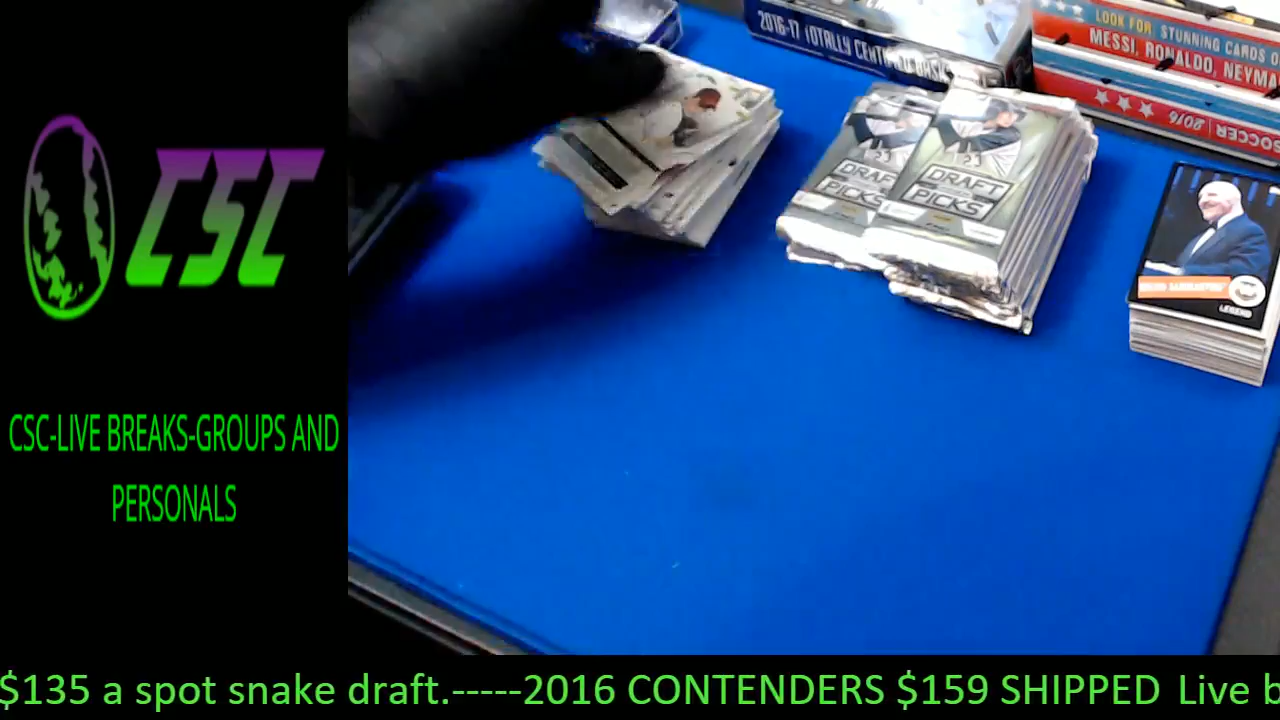 CSC
CSC-LIVE BREAKS-GROUPS AND
PERSONALS
2016-17 TOTALLY CERTIFIED
LOOK FOR STUNNING CARDS O
MESSI, RONALDO, NEYMA
2016 SOCCER
DRAFT
PICKS
DRAFT
PICKS
LEGEND
$135 a spot snake draft.-----2016 CONTENDERS $159 SHIPPED Live b